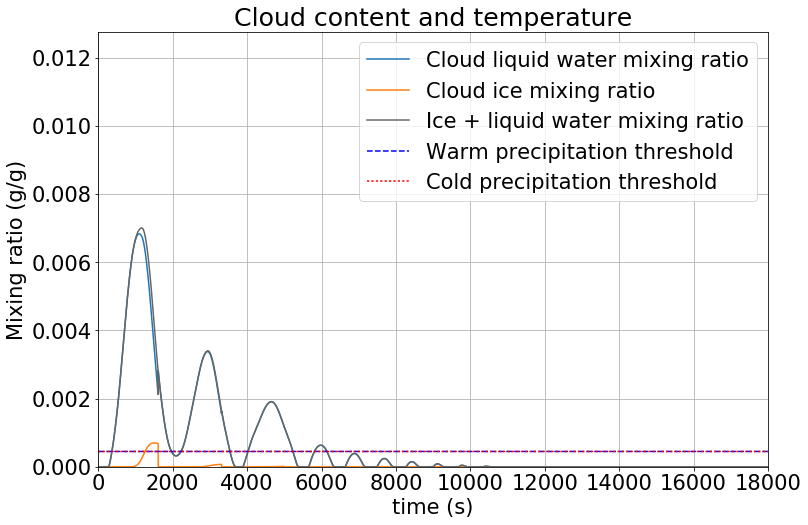 Cloud content and temperature
Cloud liquid water mixing ratio
Cloud ice mixing ratio
Ice + liquid water mixing ratio
Warm precipitation threshold
Cold precipitation threshold
Mixing ratio (g/g)
0.012
0.010
0.008
0.006
0.004
0.002
0.000
0 2000 4000 6000 8000 10000 12000 14000 16000 18000
time (s)